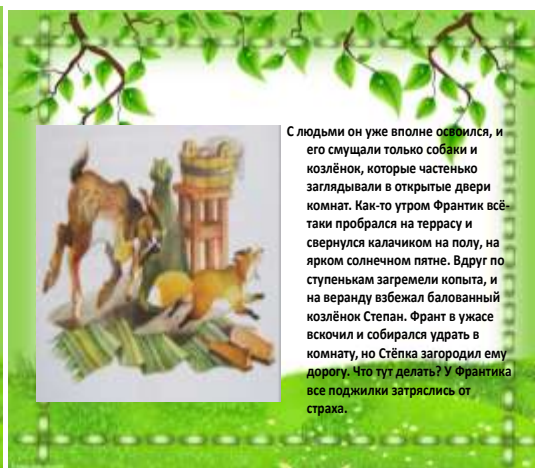 С людьми он уже вполне освоился, и
его смущали только собаки и
козлёнок, которые частенько
заглядывали в открытые двери
комнат. Как-то утром Франтик всё-
таки пробрался на террасу и
свернулся калачиком на полу, на
ярком солнечном пятне. Вдруг по
ступенькам загремели копыта, и
на веранду взбежал балованный
козлёнок Степан. Франт в ужасе
вскочил и собирался удрать в
комнату, но Стёпка загородил ему
дорогу. Что тут делать? У Франтика
все поджилки затряслись от
страха.